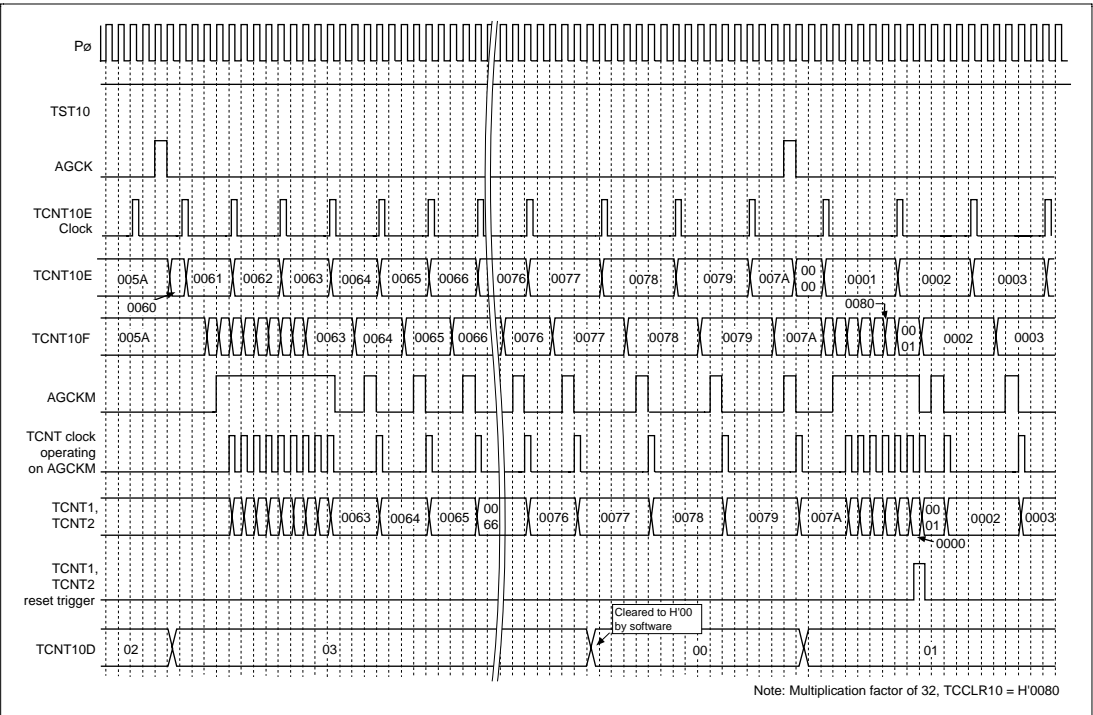 Pø
TST10
AGCK
TCNT10E
Clock
TCNT10E
005A
0061
0062
0063
0064
0065
0066
0076
0077
0078
0079
007A
00
00
0001
0002
0003
0060
0080
TCNT10F
005A
0063
0064
0065
0066
0076
0077
0078
0079
007A
00
01
0002
0003
AGCKM
TCNT clock
operating
on AGCKM
TCNT1,
TCNT2
0063
0064
0065
00
66
0076
0077
0078
0079
007A
00
01
0002
0003
0000
TCNT1,
TCNT2
reset trigger
Cleared to H'00
by software
TCNT10D
02
03
00
01
Note: Multiplication factor of 32, TCCLR10 = H'0080